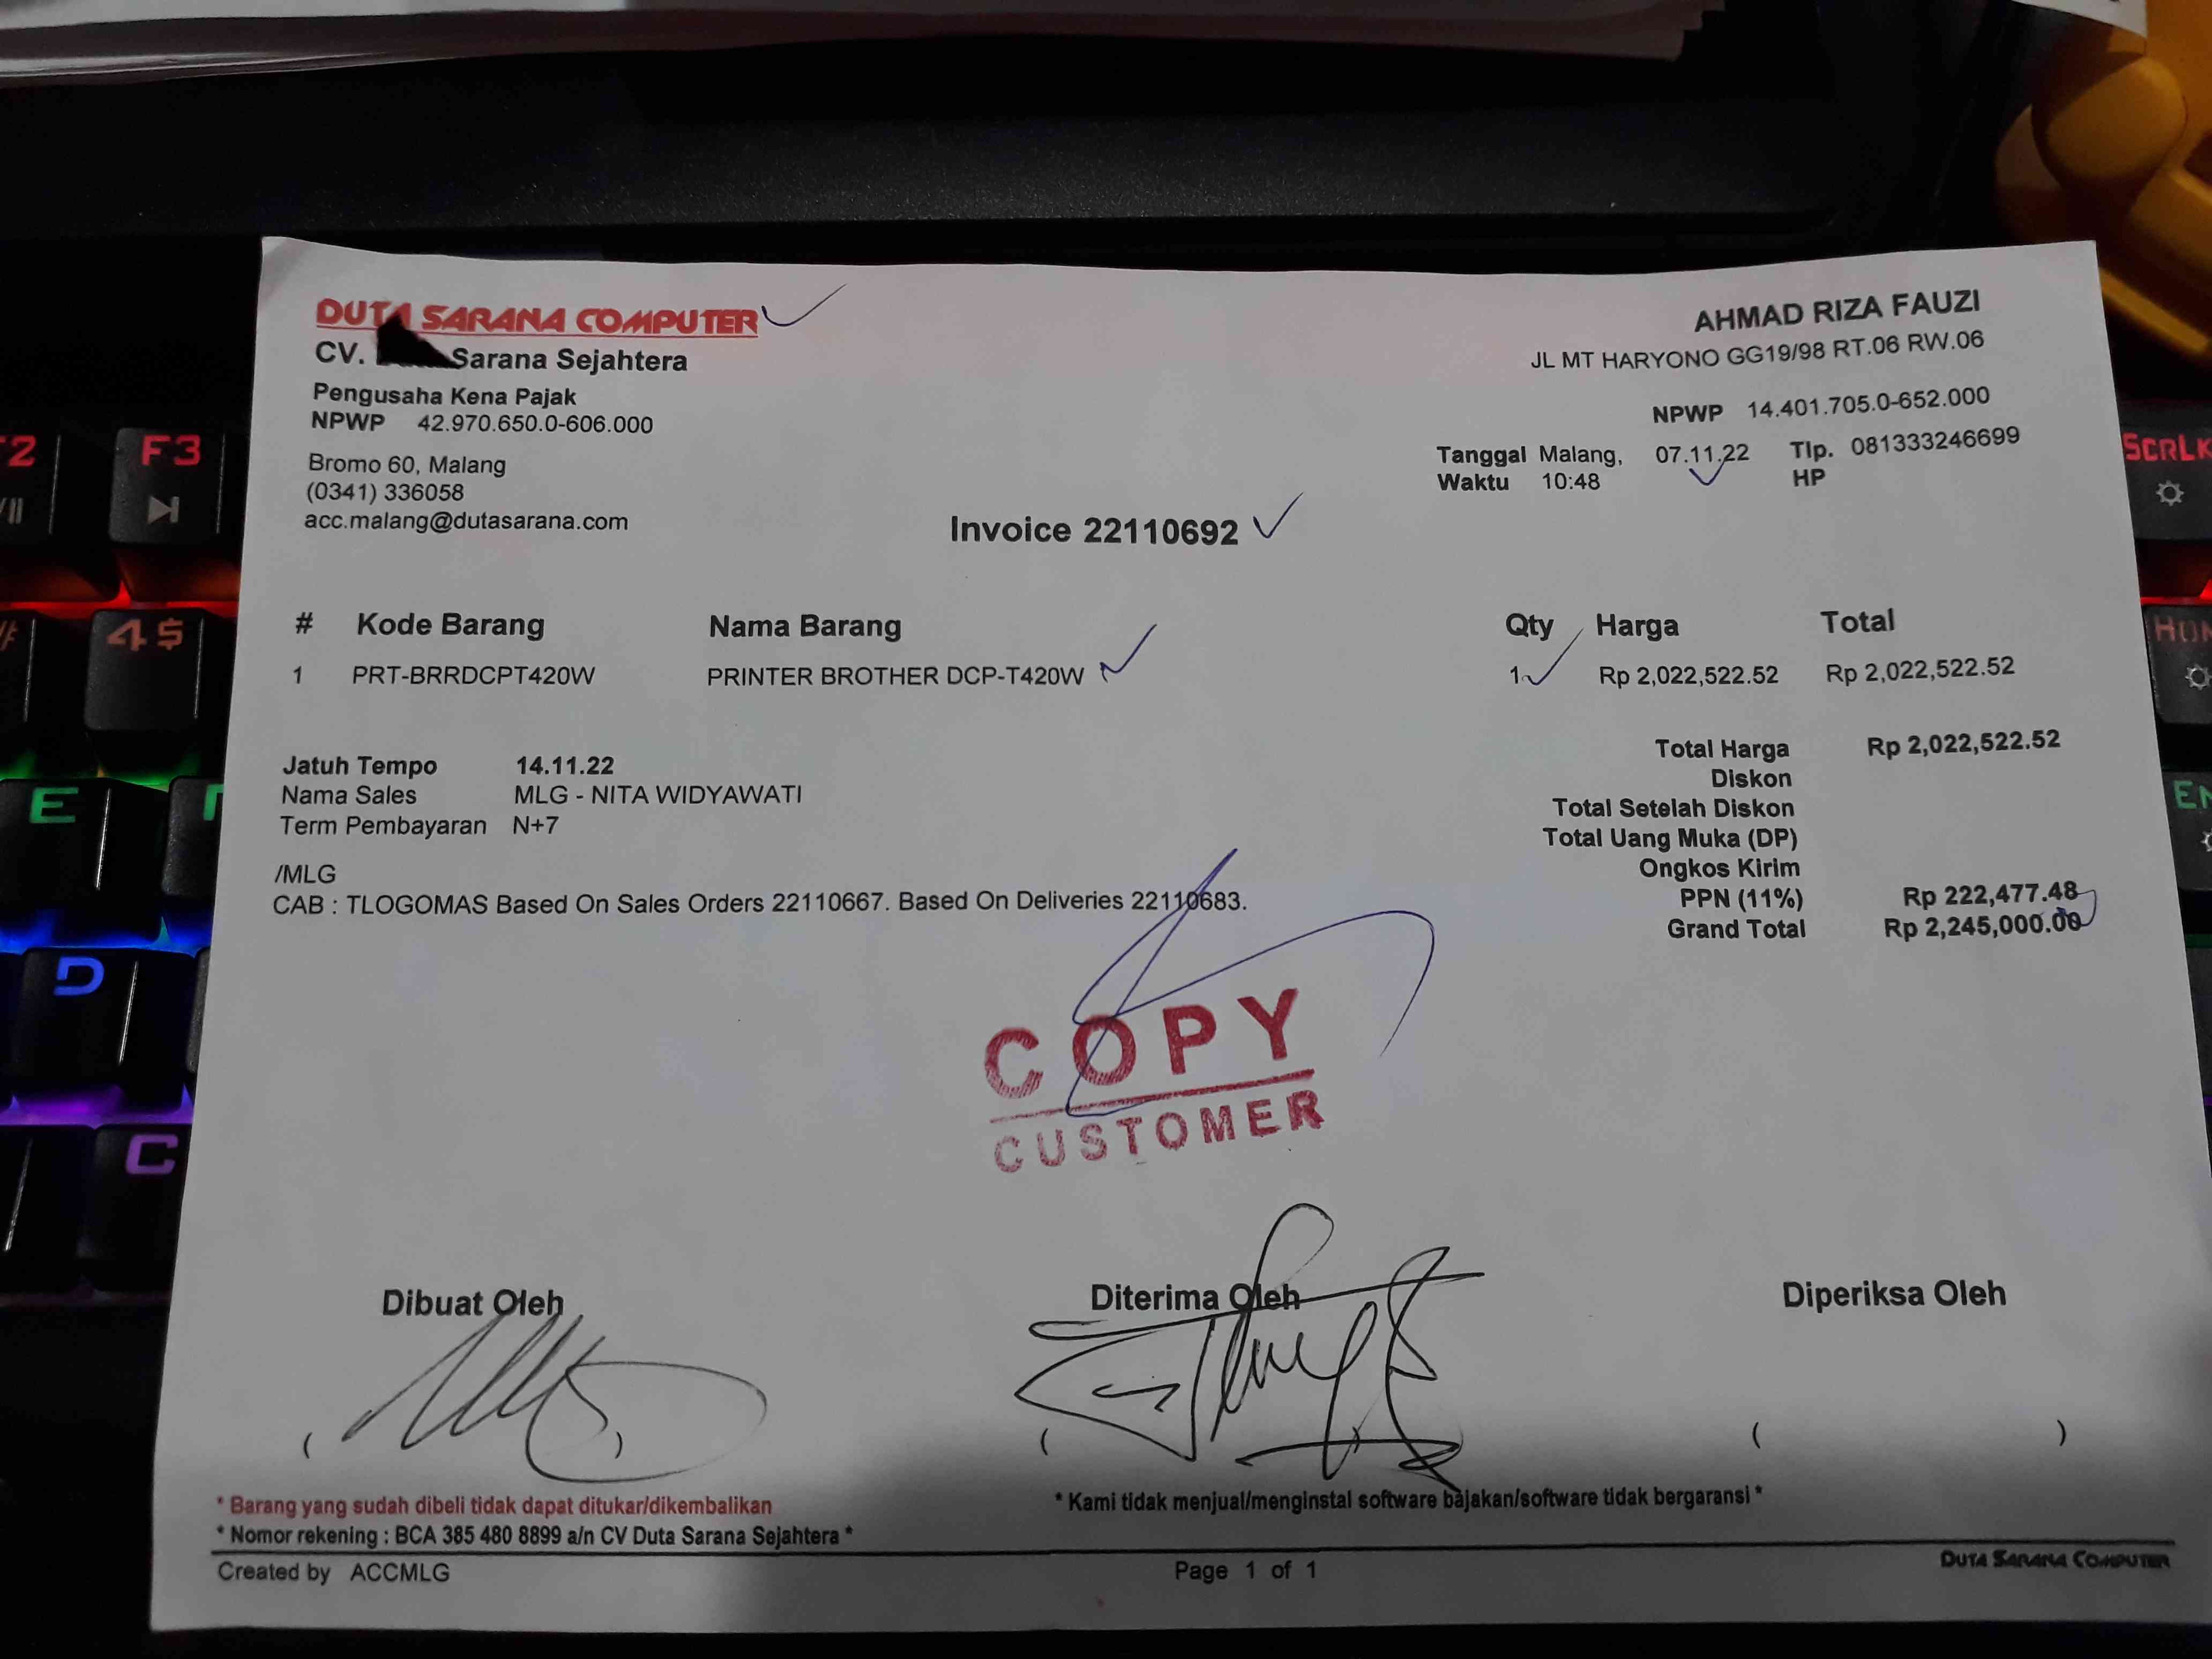 DUTA SARANA COMPUTER
CV. Sarana Sejahtera
Pengusaha Kena Pajak
NPWP 42.970.650.0-606.000
Bromo 60, Malang
(0341) 336058
acc.malang@dutasarana.com
AHMAD RIZA FAUZI
JL MT HARYONO GG19/98 RT.06 RW.06
NPWP 14.401.705.0-652.000
Tanggal Malang, 07.11.22 Tlp. 081333246699
Waktu 10:48 HP
Invoice 22110692
# Kode Barang Nama Barang Qty Harga Total
1 PRT-BRRDCPT420W PRINTER BROTHER DCP-T420W 1 Rp 2,022,522.52 Rp 2,022,522.52
Jatuh Tempo 14.11.22
Nama Sales MLG - NITA WIDYAWATI
Term Pembayaran N+7
/MLG
CAB : TLOGOMAS Based On Sales Orders 22110667. Based On Deliveries 22110683.
Total Harga Rp 2,022,522.52
Diskon
Total Setelah Diskon
Total Uang Muka (DP)
Ongkos Kirim
PPN (11%) Rp 222,477.48
Grand Total Rp 2,245,000.00
COPY
CUSTOMER
Dibuat Oleh Diterima Oleh Diperiksa Oleh
( ) ( ) ( )
* Barang yang sudah dibeli tidak dapat ditukar/dikembalikan
* Kami tidak menjual/menginstal software bajakan/software tidak bergaransi *
* Nomor rekening : BCA 385 480 8899 a/n CV Duta Sarana Sejahtera *
Created by ACCMLG Page 1 of 1 DUTA SARANA COMPUTER
F3
4$
E
D
C
SCRLK